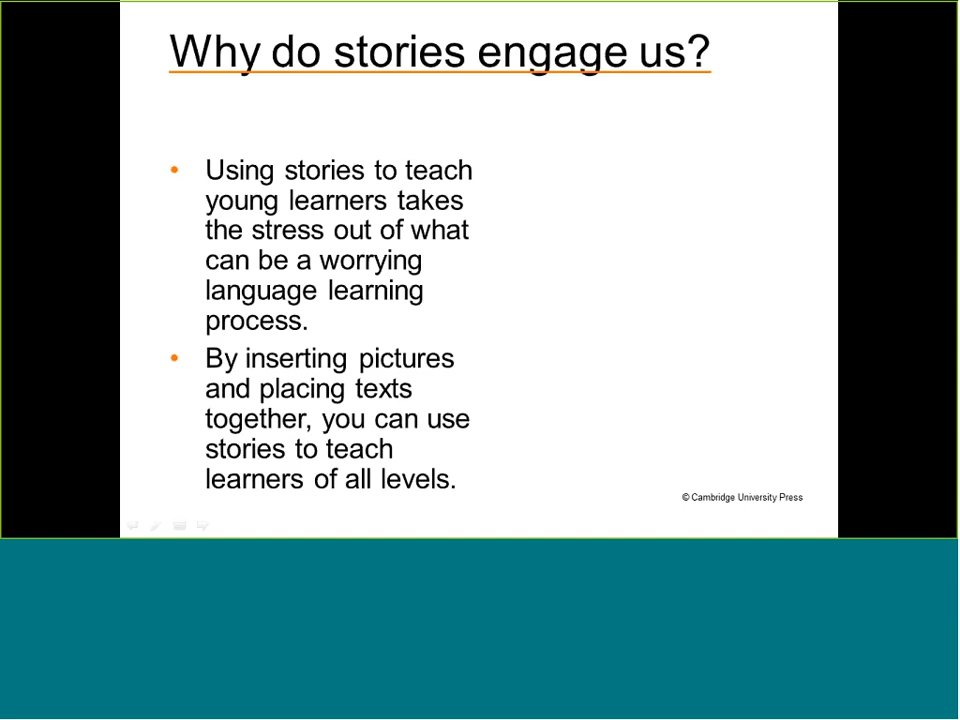 Why do stories engage us?
• Using stories to teach
young learners takes
the stress out of what
can be a worrying
language learning
process.
• By inserting pictures
and placing texts
together, you can use
stories to teach
learners of all levels.
© Cambridge University Press